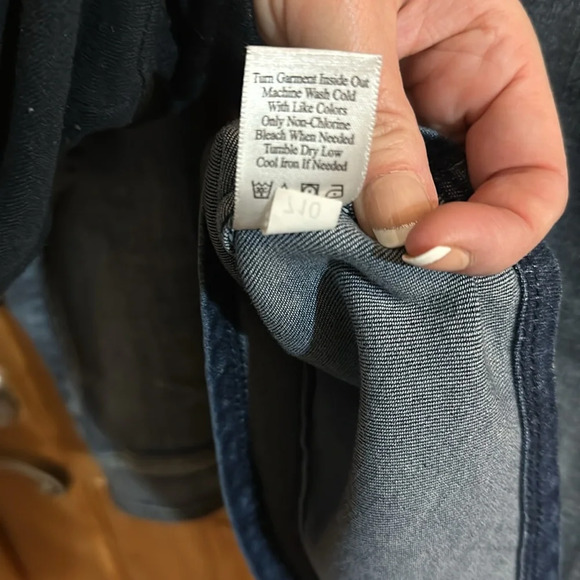 Turn Garment Inside Out
Machine Wash Cold
With Like Colors
Only Non-Chlorine
Bleach When Needed
Tumble Dry Low
Cool Iron If Needed
710